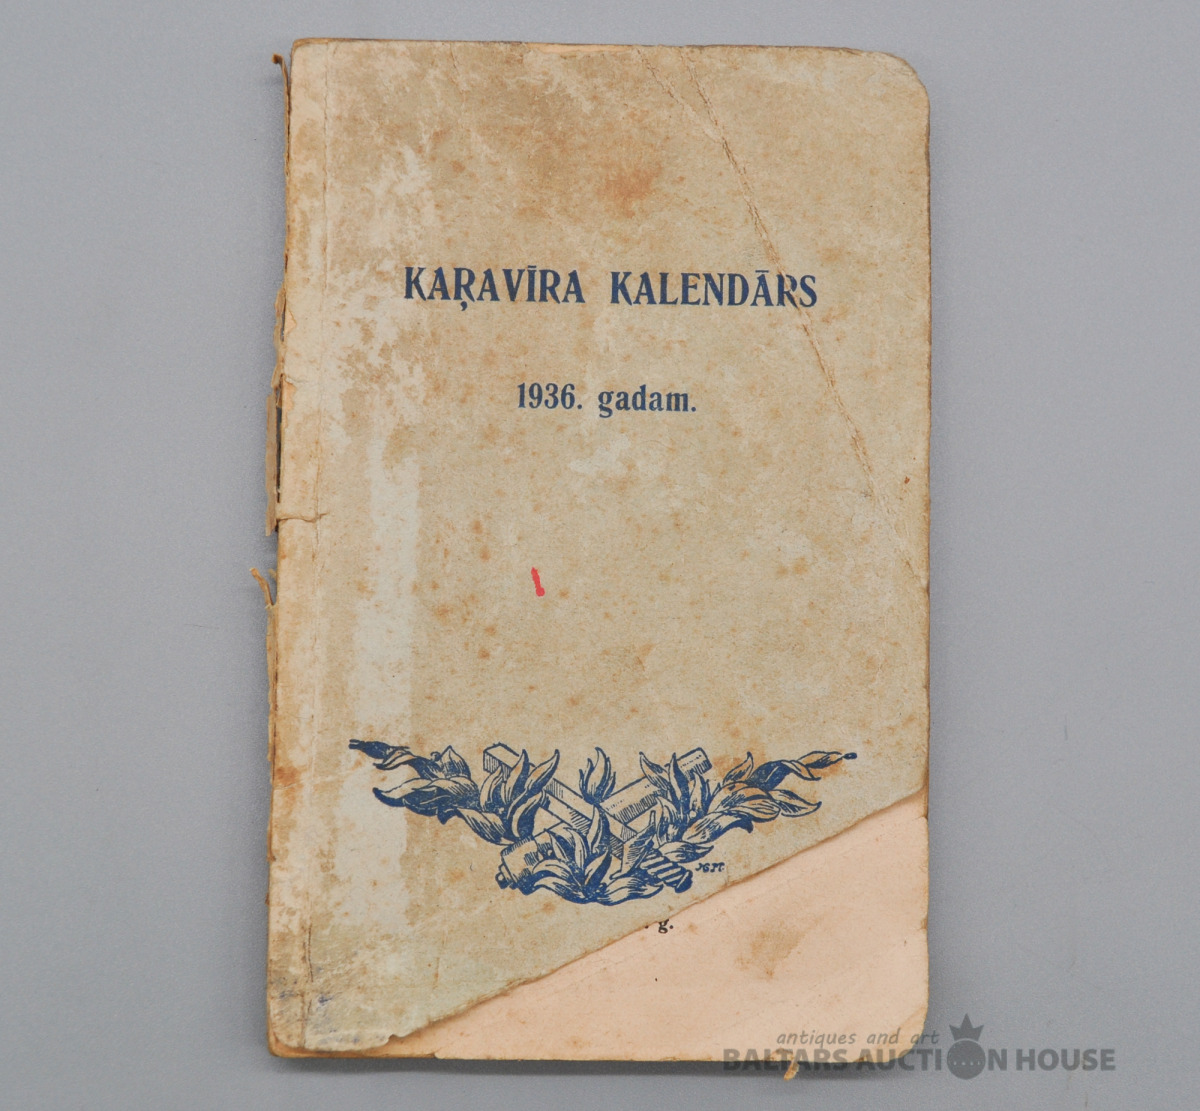 KAŖAVĪRA KALENDĀRS
1936. gadam.
. g.
antiques and art
BALTARS AUCTION HOUSE